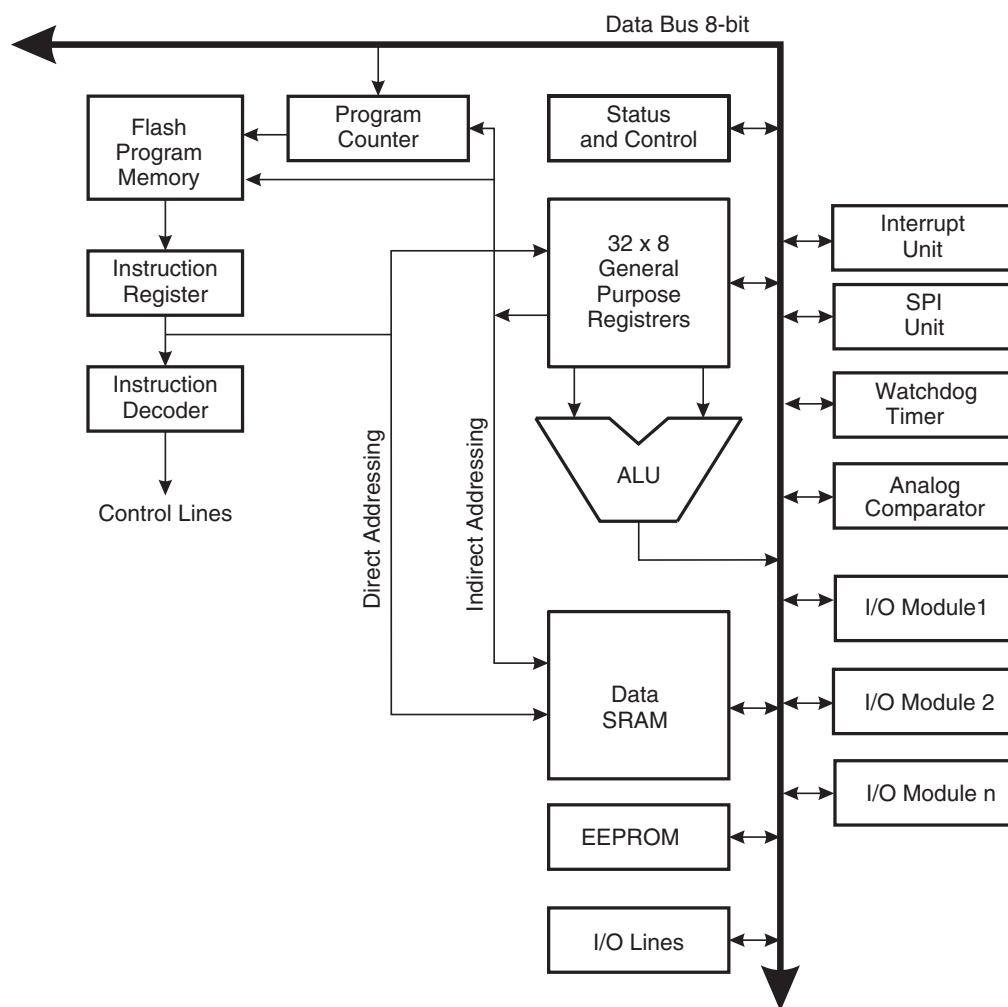 Data Bus 8-bit
Flash
Program
Memory
Program
Counter
Status
and Control
Instruction
Register
32 x 8
General
Purpose
Registrers
Interrupt
Unit
SPI
Unit
Instruction
Decoder
Watchdog
Timer
Control Lines
Direct Addressing
Indirect Addressing
ALU
Analog
Comparator
I/O Module1
Data
SRAM
I/O Module 2
I/O Module n
EEPROM
I/O Lines